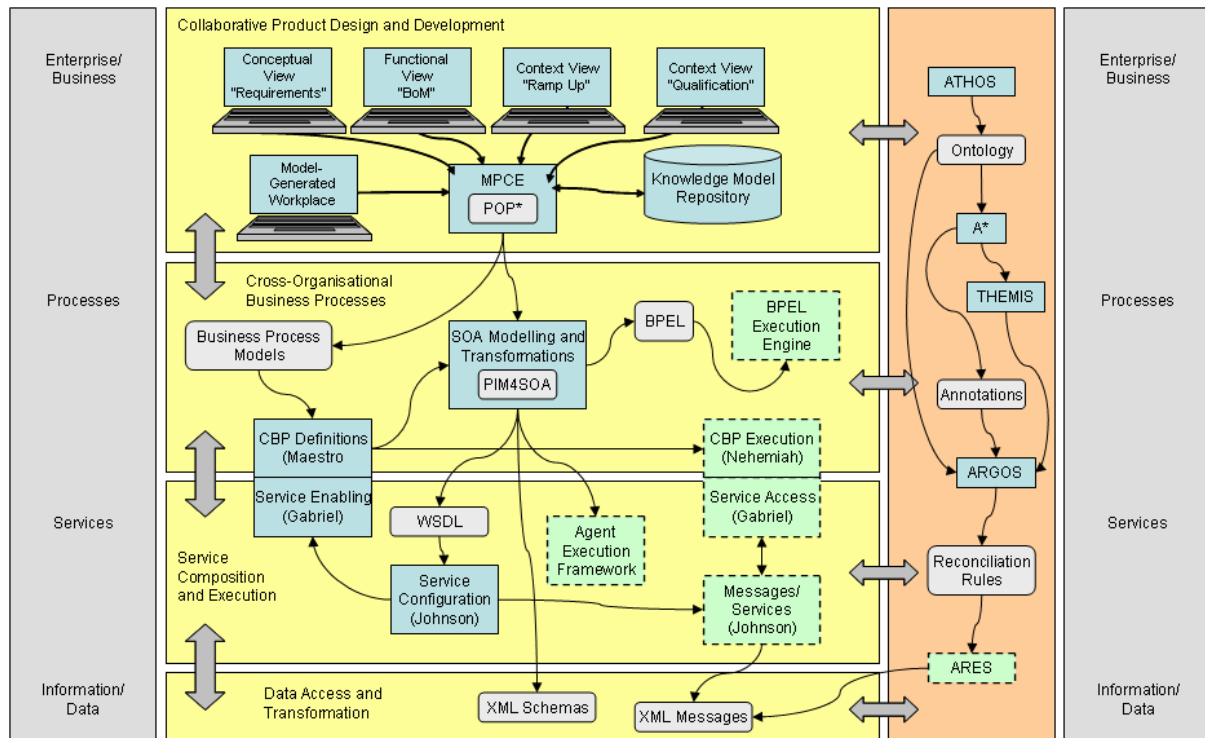 Enterprise/
Business
Processes
Services
Information/
Data
Collaborative Product Design and Development
Conceptual
View
"Requirements"
Functional
View
"BoM"
Context View
"Ramp Up"
Context View
"Qualification"
Model-
Generated
Workplace
MPCE
POP*
Knowledge Model
Repository
Cross-Organisational
Business Processes
Business Process
Models
SOA Modelling and
Transformations
PIM4SOA
BPEL
BPEL
Execution
Engine
CBP Definitions
(Maestro
CBP Execution
(Nehemiah)
Service Enabling
(Gabriel)
WSDL
Agent
Execution
Framework
Service Access
(Gabriel)
Service
Composition
and Execution
Service
Configuration
(Johnson)
Messages/
Services
(Johnson)
Data Access and
Transformation
XML Schemas
XML Messages
ATHOS
Ontology
A*
THEMIS
Annotations
ARGOS
Reconciliation
Rules
ARES
Enterprise/
Business
Processes
Services
Information/
Data